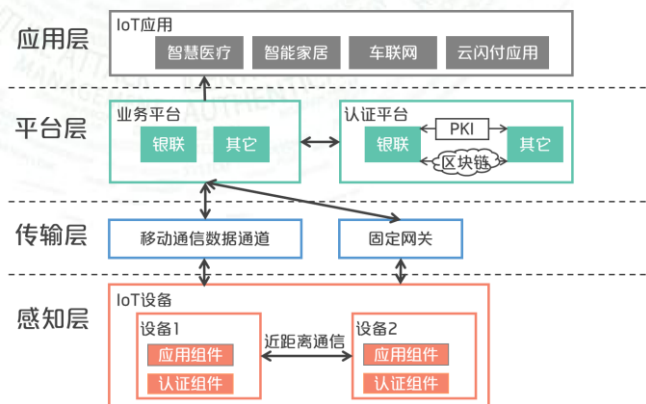 应用层
IoT应用
智慧医疗 智能家居 车联网 云闪付应用
平台层
业务平台
银联 其它
认证平台
银联 PKI 其它
区块链
传输层
移动通信数据通道 固定网关
感知层
IoT设备
设备1
应用组件
认证组件
近距离通信
设备2
应用组件
认证组件